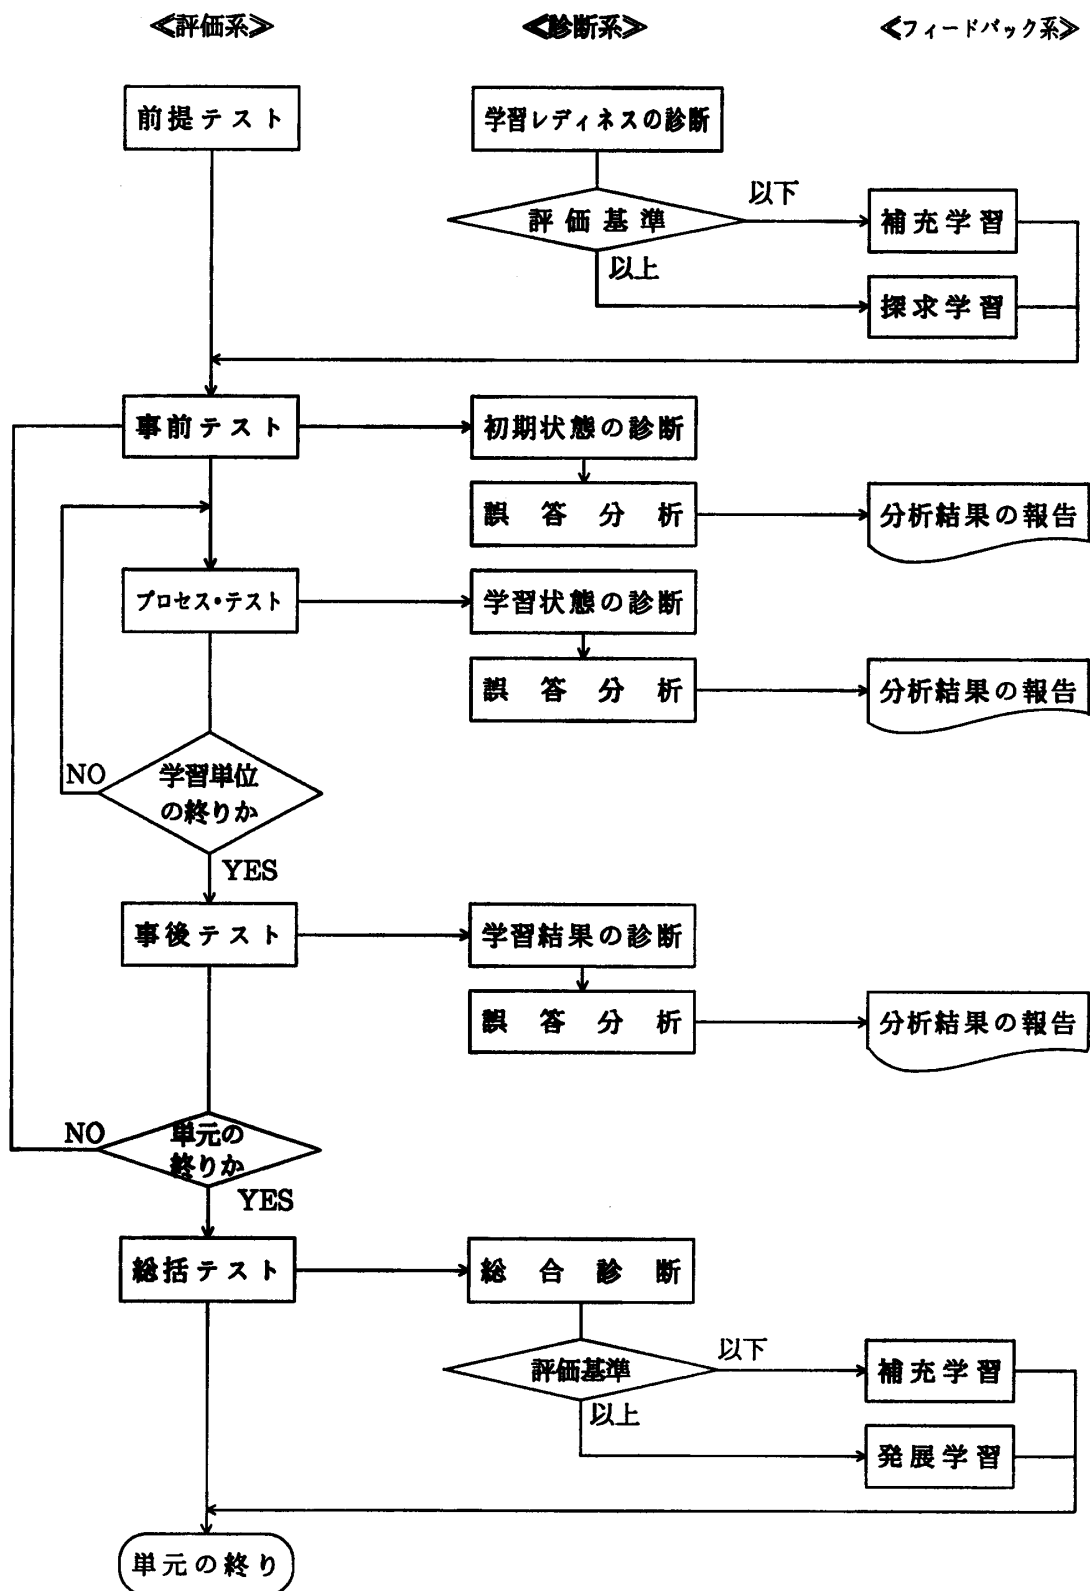 ≪評価系≫
≪診断系≫
≪フィードバック系≫
前提テスト
学習レディネスの診断
評価基準
以下
補充学習
以上
探求学習
事前テスト
初期状態の診断
誤答分析
分析結果の報告
プロセス・テスト
学習状態の診断
誤答分析
分析結果の報告
NO
学習単位
の終りか
YES
事後テスト
学習結果の診断
誤答分析
分析結果の報告
NO
単元の
終りか
YES
総括テスト
総合診断
評価基準
以下
補充学習
以上
発展学習
単元の終り